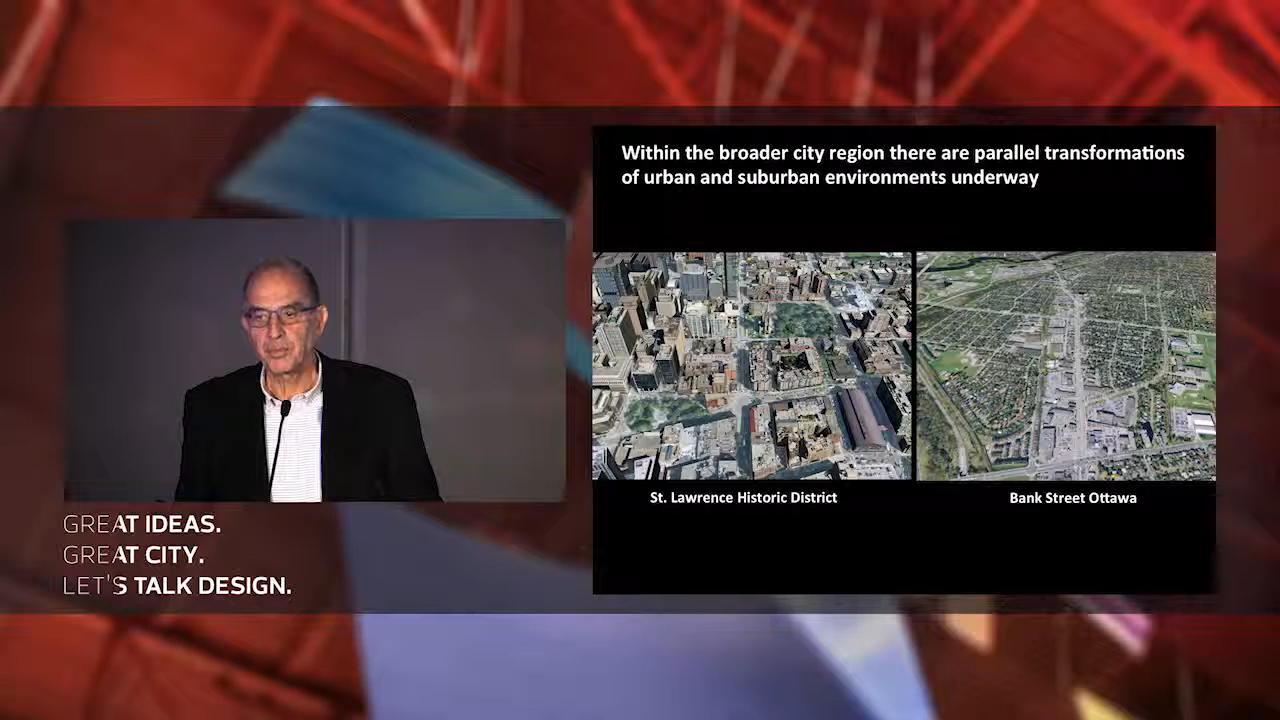 Within the broader city region there are parallel transformations
of urban and suburban environments underway
St. Lawrence Historic District
Bank Street Ottawa
GREAT IDEAS.
GREAT CITY.
LET'S TALK DESIGN.